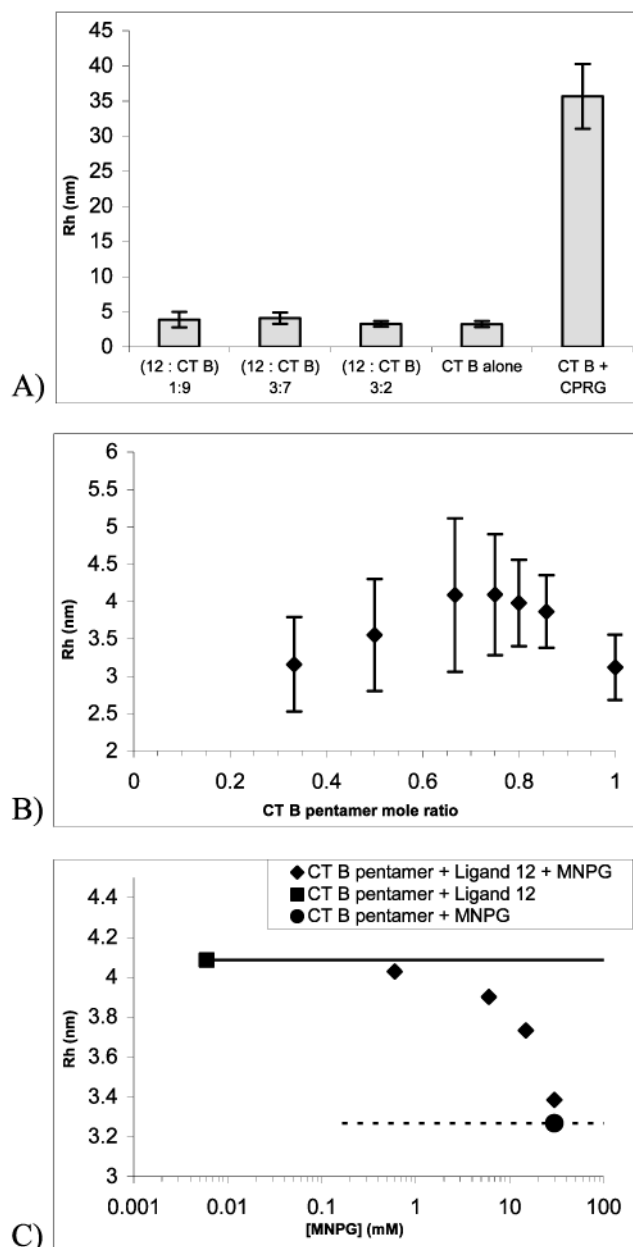 45
40
35
30
25
20
15
10
5
0
Rh (nm)
(12 : CT B) (12 : CT B) (12 : CT B) CT B alone CT B +
1:9 3:7 3:2 CPRG
A)
6
5.5
5
4.5
4
3.5
3
2.5
2
Rh (nm)
0 0.2 0.4 0.6 0.8 1
CT B pentamer mole ratio
B)
CT B pentamer + Ligand 12 + MNPG
CT B pentamer + Ligand 12
CT B pentamer + MNPG
4.4
4.2
4
3.8
3.6
3.4
3.2
3
Rh (nm)
0.001 0.01 0.1 1 10 100
[MNPG] (mM)
C)